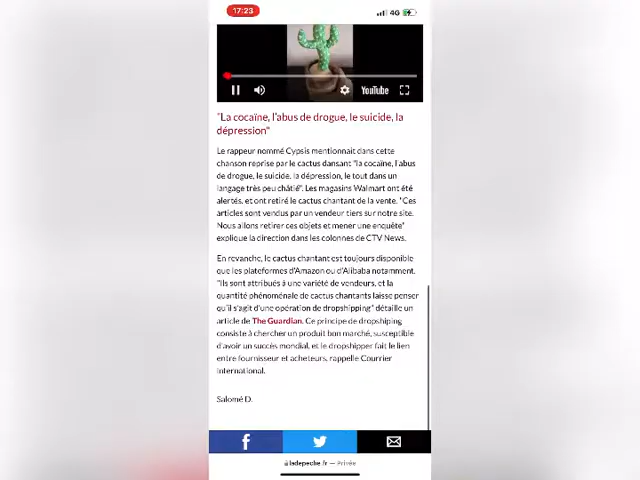 17:23
4G
YouTube
"La cocaïne, l'abus de drogue, le suicide, la
dépression"
Le rappeur nommé Cypsis mentionnait dans cette
chanson reprise par le cactus dansant "la cocaïne, l'abus
de drogue, le suicide, la dépression, le tout dans un
langage très peu châtié". Les magasins Walmart ont été
alertés, et ont retiré le cactus chantant de la vente. "Ces
articles sont vendus par un vendeur tiers sur notre site.
Nous allons retirer ces objets et mener une enquête"
explique la direction dans les colonnes de CTV News.
En revanche, le cactus chantant est toujours disponible
que les plateformes d'Amazon ou d'Alibaba notamment.
"Ils sont attribués à une variété de vendeurs, et la
quantité phénoménale de cactus chantants laisse penser
qu'il s'agit d'une opération de dropshipping" détaille un
article de The Guardian. Ce principe de dropshiping
consiste à chercher un produit bon marché, susceptible
d'avoir un succès mondial, et le dropshipper fait le lien
entre fournisseur et acheteurs, rappelle Courrier
International.
Salomé D.
ladepeche.fr — Privée